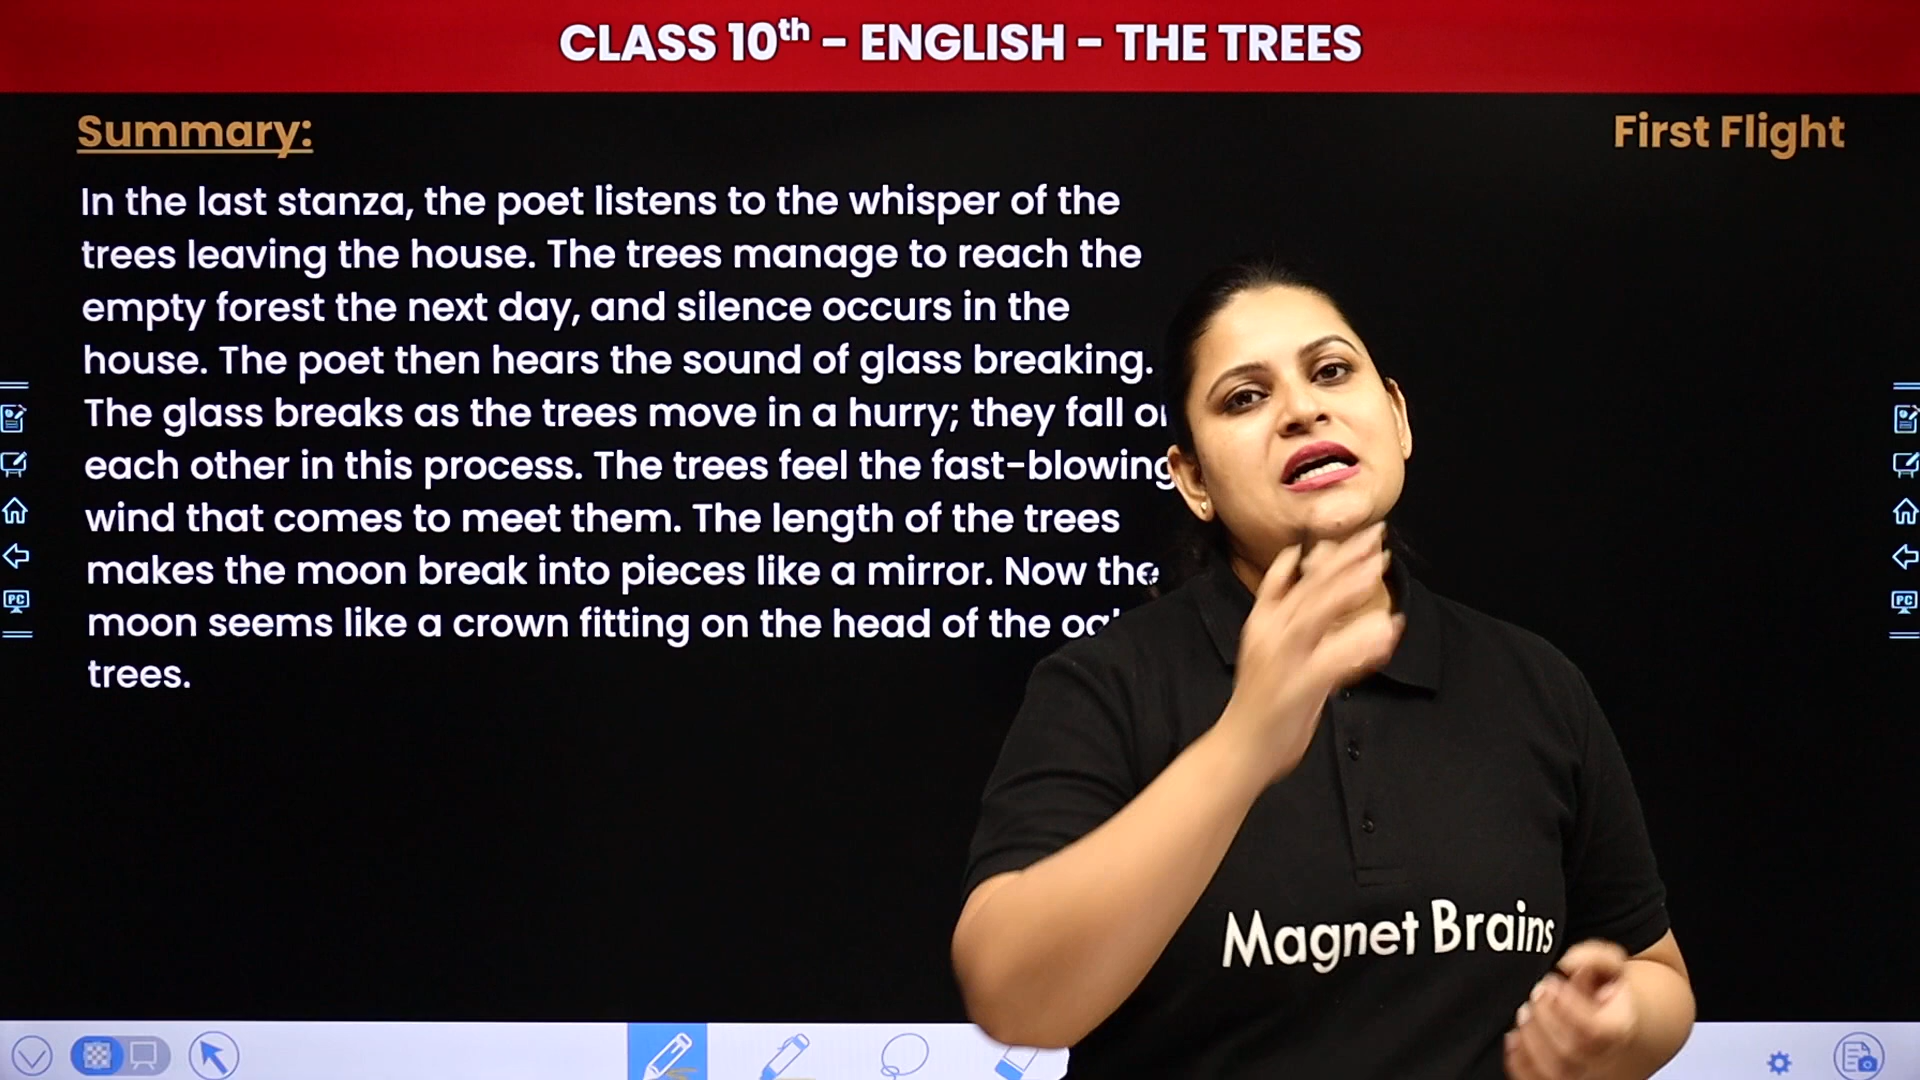 CLASS 10th - ENGLISH - THE TREES
Summary:
First Flight
In the last stanza, the poet listens to the whisper of the
trees leaving the house. The trees manage to reach the
empty forest the next day, and silence occurs in the
house. The poet then hears the sound of glass breaking.
The glass breaks as the trees move in a hurry; they fall
each other in this process. The trees feel the fast-blowing
wind that comes to meet them. The length of the trees
makes the moon break into pieces like a mirror. Now the
moon seems like a crown fitting on the head of the
trees.
PC
PC
Magnet Brains